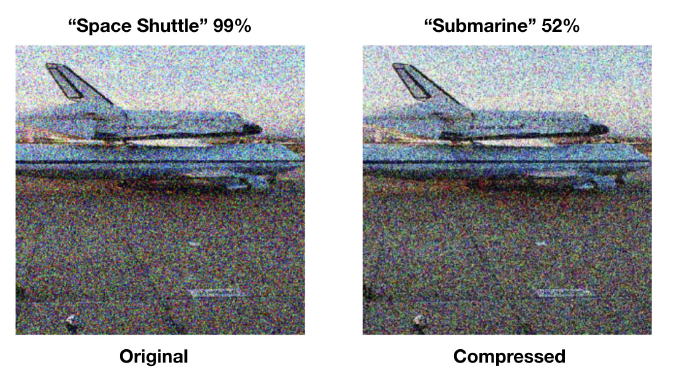 “Space Shuttle” 99%
“Submarine” 52%
Original
Compressed